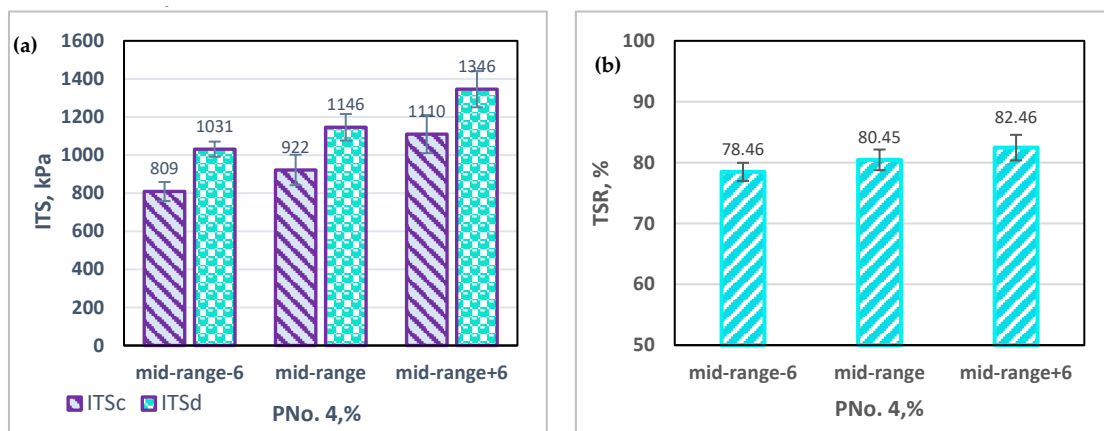 (a)
ITS, kPa
1600
1400
1200
1000
800
600
400
200
0
809
1031
922
1146
1110
1346
mid-range-6 mid-range mid-range+6
ITSc ITSd
PNo. 4,%
(b)
TSR, %
100
90
80
70
60
50
78.46
80.45
82.46
mid-range-6 mid-range mid-range+6
PNo. 4,%